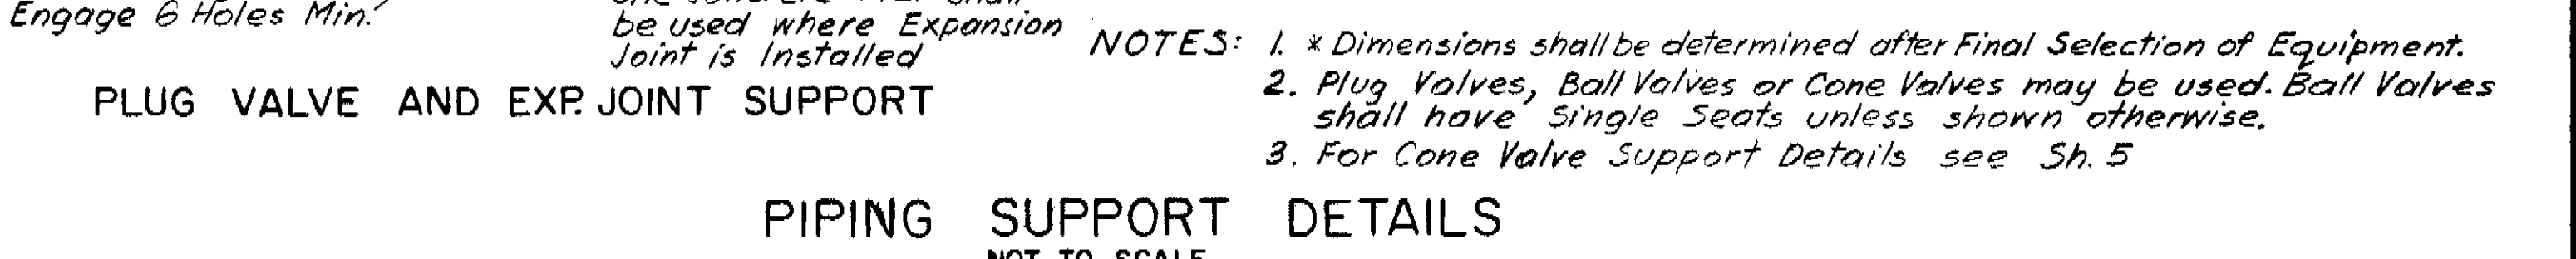 Engage 6 Holes Min.
be used where Expansion
Joint is Installed
PLUG VALVE AND EXP. JOINT SUPPORT
NOTES: 1. * Dimensions shall be determined after Final Selection of Equipment.
2. Plug Valves, Ball Valves or Cone Valves may be used. Ball Valves
shall have Single Seats unless shown otherwise.
3. For Cone Valve Support Details see Sh. 5
PIPING SUPPORT DETAILS
NOT TO SCALE